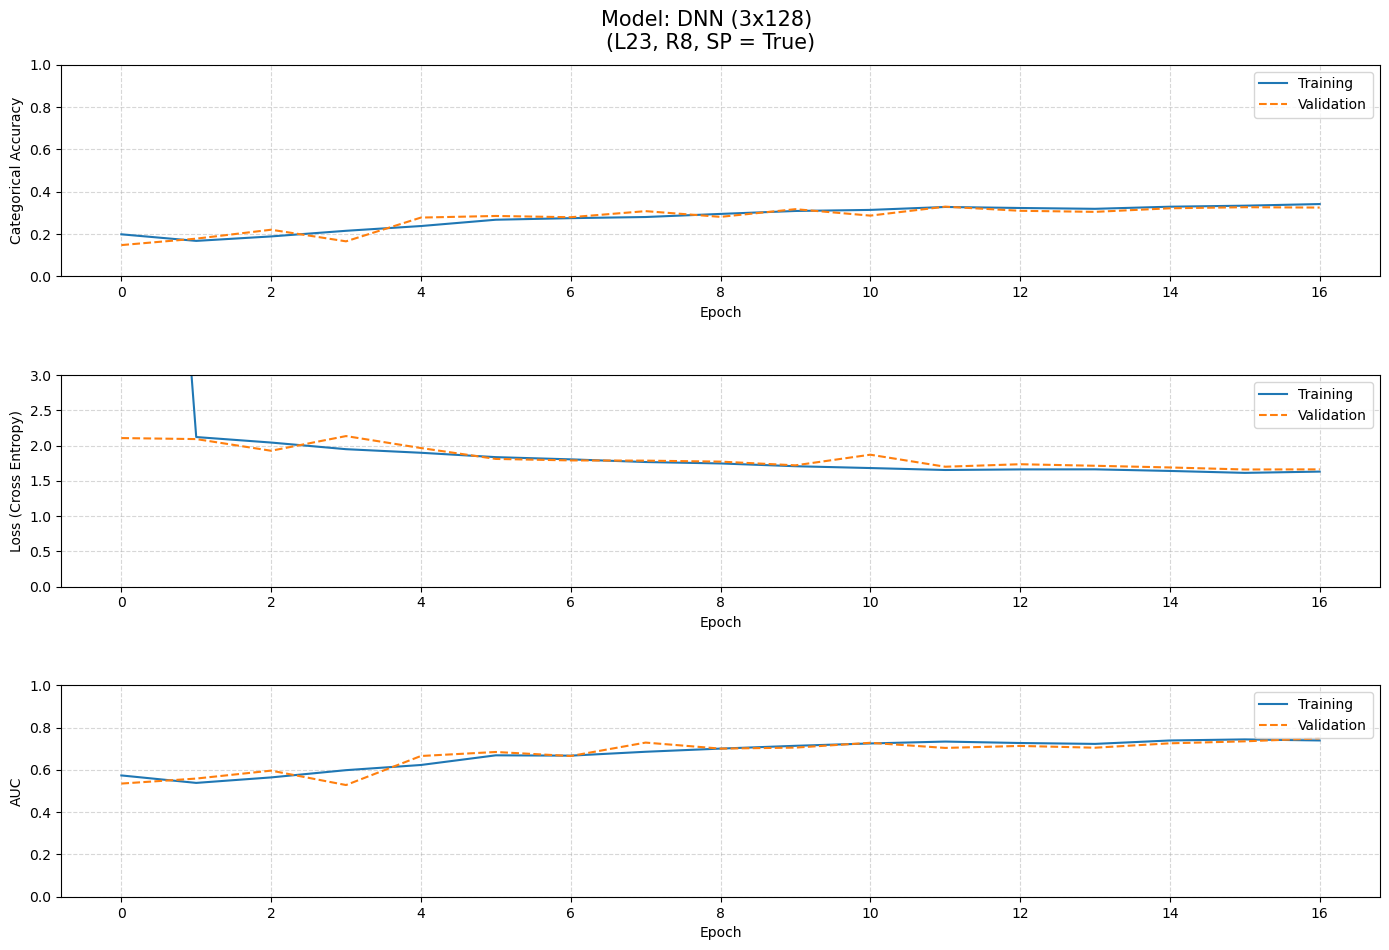 Model: DNN (3x128)
(L23, R8, SP = True)
Categorical Accuracy
1.0
0.8
0.6
0.4
0.2
0.0
Training
Validation
0 2 4 6 8 10 12 14 16
Epoch
Loss (Cross Entropy)
3.0
2.5
2.0
1.5
1.0
0.5
0.0
Training
Validation
0 2 4 6 8 10 12 14 16
Epoch
AUC
1.0
0.8
0.6
0.4
0.2
0.0
Training
Validation
0 2 4 6 8 10 12 14 16
Epoch